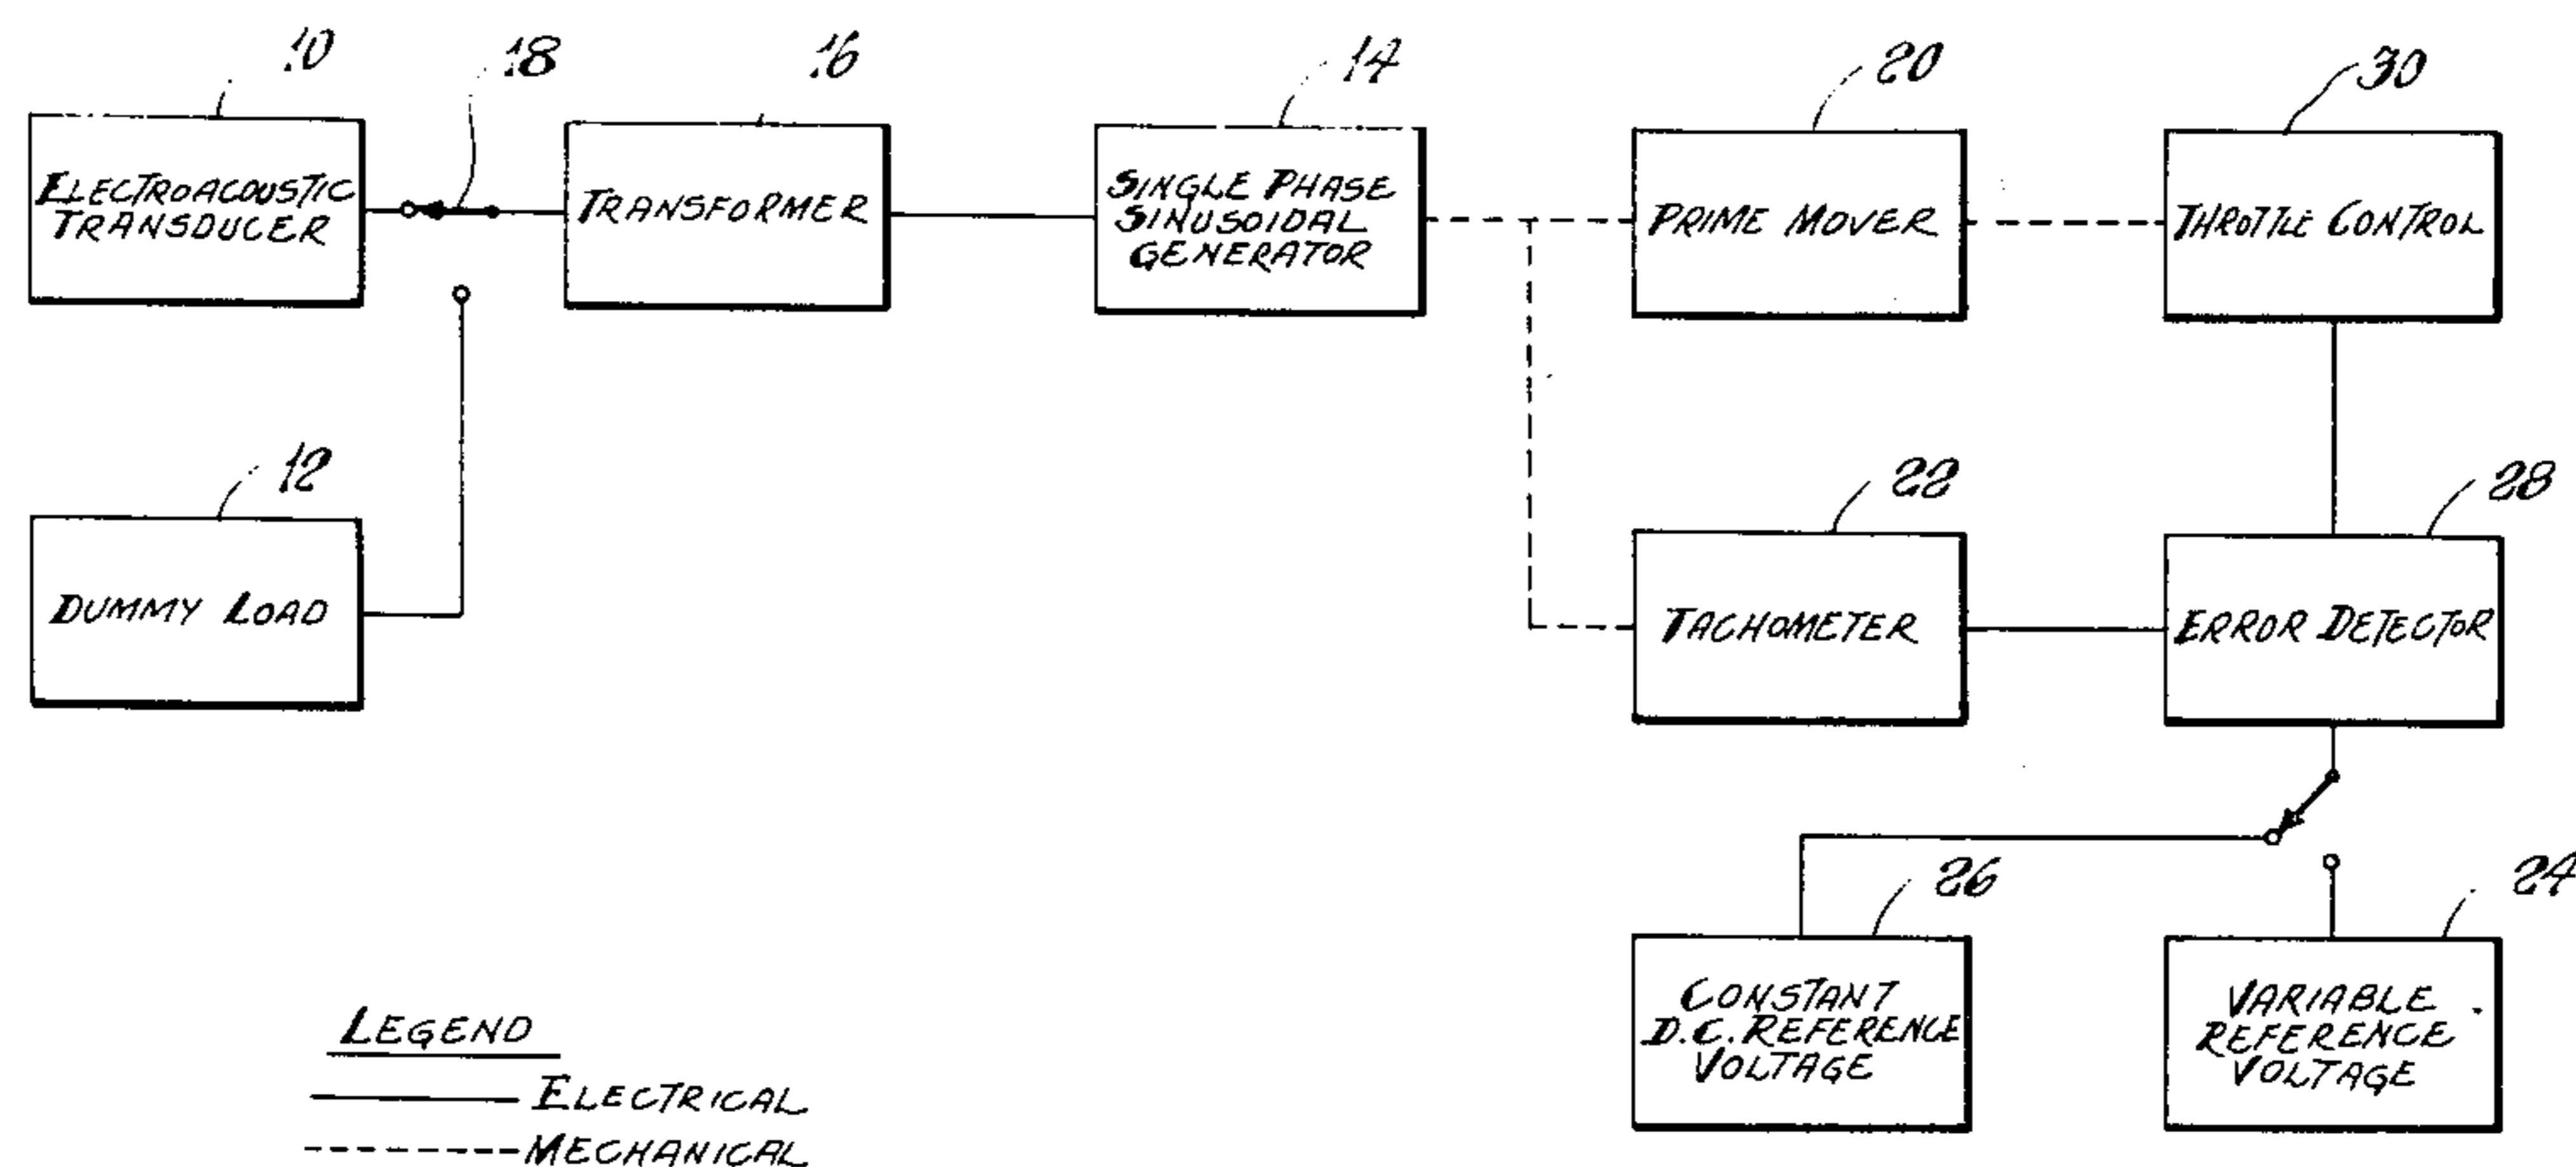 10
18
16
14
20
30
ELECTROACOUSTIC
TRANSDUCER
TRANSFORMER
SINGLE PHASE
SINUSOIDAL
GENERATOR
PRIME MOVER
THROTTLE CONTROL
12
22
28
DUMMY LOAD
TACHOMETER
ERROR DETECTOR
26
24
CONSTANT
D.C. REFERENCE
VOLTAGE
VARIABLE
REFERENCE
VOLTAGE
LEGEND
ELECTRICAL
MECHANICAL